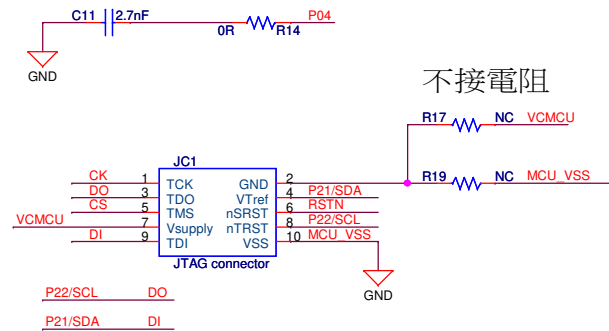 C11 2.7nF 0R R14 P04
GND
不接電阻
R17 NC VCMCU
R19 NC MCU_VSS
JC1
CK 1 TCK GND 2
DO 3 TDO VTref 4 P21/SDA
CS 5 TMS nSRST 6 RSTN
VCMCU 7 Vsupply nTRST 8 P22/SCL
DI 9 TDI VSS 10 MCU_VSS
JTAG connector
GND
P22/SCL DO
P21/SDA DI